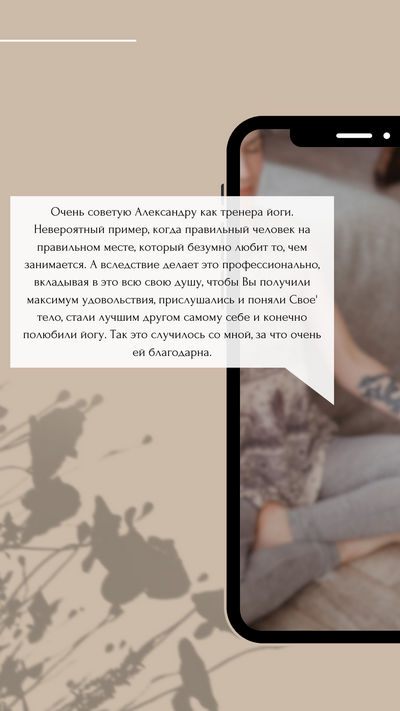 Очень советую Александру как тренера йоги.
Невероятный пример, когда правильный человек на
правильном месте, который безумно любит то, чем
занимается. А вследствие делает это профессионально,
вкладывая в это всю свою душу, чтобы Вы получили
максимум удовольствия, прислушались и поняли Свое'
тело, стали лучшим другом самому себе и конечно
полюбили йогу. Так это случилось со мной, за что очень
ей благодарна.